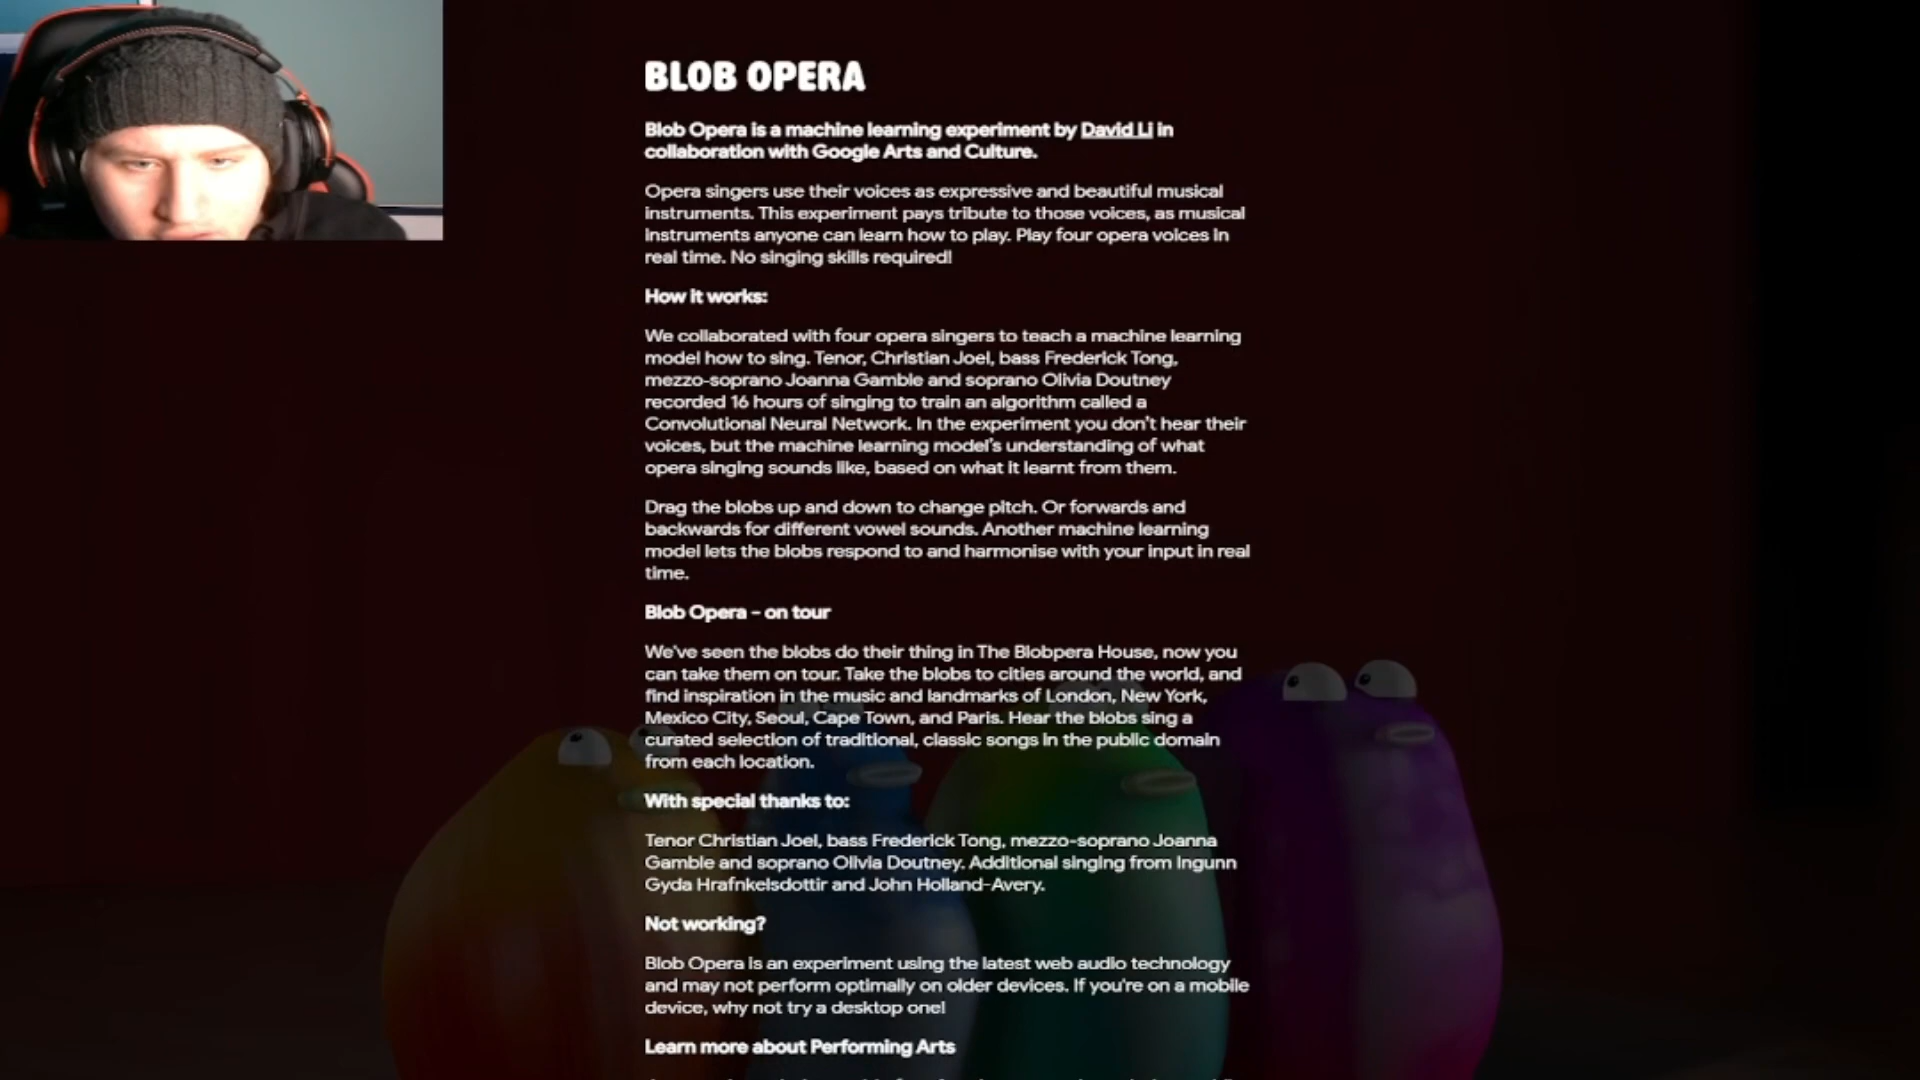 BLOB OPERA
Blob Opera is a machine learning experiment by David Li in
collaboration with Google Arts and Culture.
Opera singers use their voices as expressive and beautiful musical
instruments. This experiment pays tribute to those voices, as musical
instruments anyone can learn how to play. Play four opera voices in
real time. No singing skills required!
How it works:
We collaborated with four opera singers to teach a machine learning
model how to sing. Tenor, Christian Joel, bass Frederick Tong,
mezzo-soprano Joanna Gamble and soprano Olivia Doutney
recorded 16 hours of singing to train an algorithm called a
Convolutional Neural Network. In the experiment you don't hear their
voices, but the machine learning model's understanding of what
opera singing sounds like, based on what it learnt from them.
Drag the blobs up and down to change pitch. Or forwards and
backwards for different vowel sounds. Another machine learning
model lets the blobs respond to and harmonise with your input in real
time.
Blob Opera - on tour
We've seen the blobs do their thing in The Blobpera House, now you
can take them on tour. Take the blobs to cities around the world, and
find inspiration in the music and landmarks of London, New York,
Mexico City, Seoul, Cape Town, and Paris. Hear the blobs sing a
curated selection of traditional, classic songs in the public domain
from each location.
With special thanks to:
Tenor Christian Joel, bass Frederick Tong, mezzo-soprano Joanna
Gamble and soprano Olivia Doutney. Additional singing from Ingunn
Gyda Hrafnkelsdottir and John Holland-Avery.
Not working?
Blob Opera is an experiment using the latest web audio technology
and may not perform optimally on older devices. If you're on a mobile
device, why not try a desktop one!
Learn more about Performing Arts